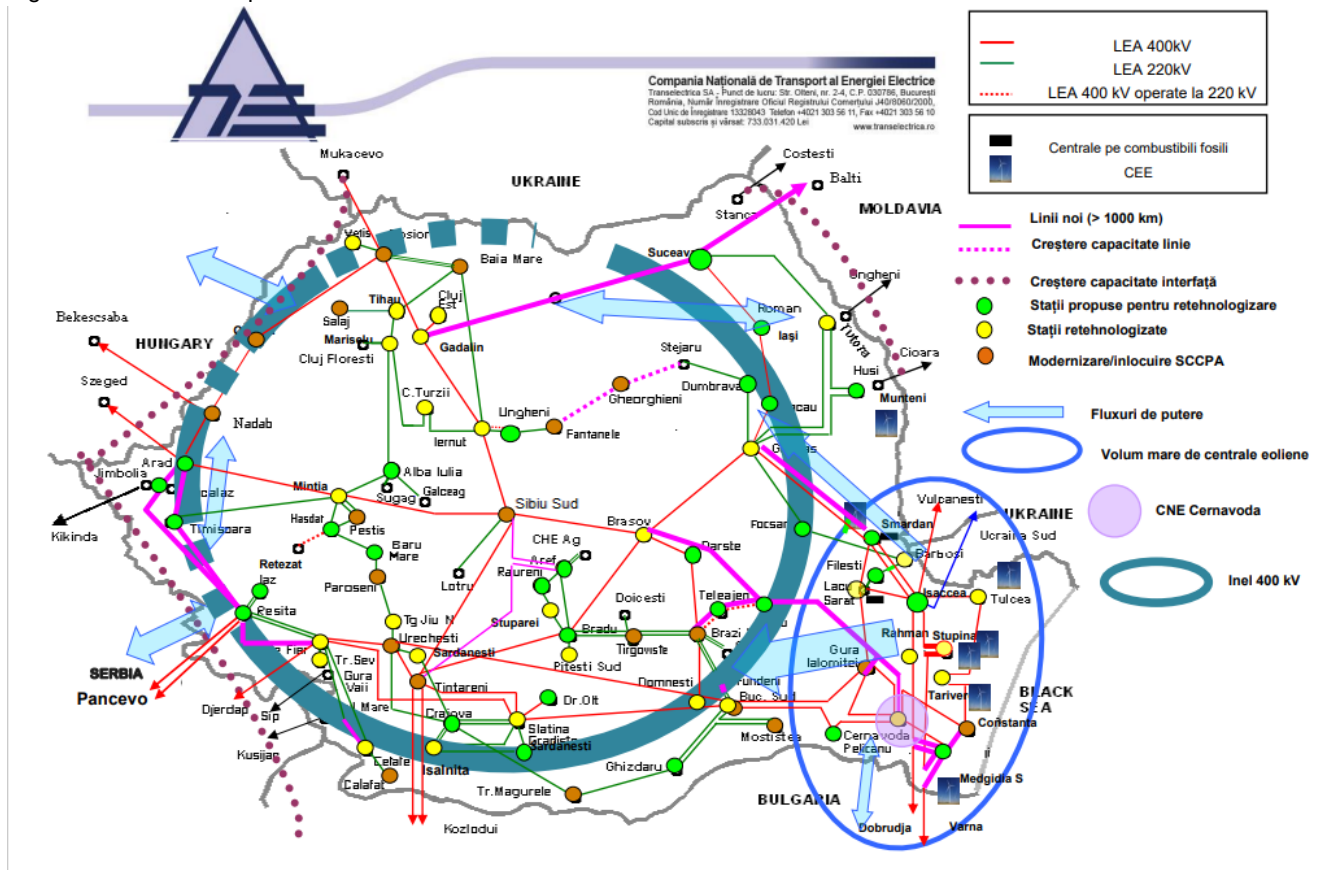 Compania Naţională de Transport al Energiei Electrice
Transelectrica SA - Punct de lucru: Str. Olteni, nr. 2-4, C.P. 030786, Bucureşti
România, Număr Înregistrare Oficiul Registrului Comerţului J40/8060/2000,
Cod Unic de Înregistrare 13328043 Telefon +4021 303 56 11, Fax +4021 303 56 10
Capital subscris şi vărsat: 733.031.420 Lei www.transelectrica.ro
LEA 400kV
LEA 220kV
LEA 400 kV operate la 220 kV
Centrale pe combustibili fosili
CEE
Linii noi (> 1000 km)
Creştere capacitate linie
Creştere capacitate interfaţă
Staţii propuse pentru retehnologizare
Staţii retehnologizate
Modernizare/inlocuire SCCPA
Fluxuri de putere
Volum mare de centrale eoliene
CNE Cernavoda
Inel 400 kV
Mukacevo
UKRAINE
Costesti
Balti
Stanca
MOLDAVIA
Baia Mare
Suceava
Ungheni
Tihau
Cluj
Est
Roman
Iaşi
Tutora
Salaj
Bekescsaba
HUNGARY
Mariselu
Gadalin
Cluj Floresti
Stejaru
Cioara
Husi
Szeged
Dumbrava
Munteni
Gheorghieni
C.Turzii
Nadab
Ungheni
Iernut
Fantanele
Arad
Jimbolia
Alba Iulia
Mintia
Sugag
Galceag
Vulpanesti
UKRAINE
Sibiu Sud
Timisoara
Hasdat
Pestis
Brasov
Smardan
Ucraina Sud
Kikinda
CHE Ag
Focsani
Barbosi
Baru
Mare
Darste
Filesti
Retezat
Raureni
Isaccea
Lacu
Sarat
Tulcea
Paroseni
Lotru
Teleajen
Doicesti
Tg Jiu N
Stuparei
Rahman
Stupina
Urechesti
Bradu
Tirgoviste
Brazi
Gura
Ialomitei
SERBIA
Sardanesti
Pitesti Sud
Pancevo
Tr.Sev
Gura
Vaii
Tariver
BLACK
SEA
Tintareni
Domnesti
Djerdap
Dr.Olt
Buc. Sud
Constanta
Sip
Craiova
Slatina
Mostistea
Cernavoda
Pelicanu
Gradiste
Sardanesti
Kusijac
Isalnita
Ghizdaru
Medgidia S
Calafat
Tr.Magurele
BULGARIA
Kozlodui
Dobrudja
Varna